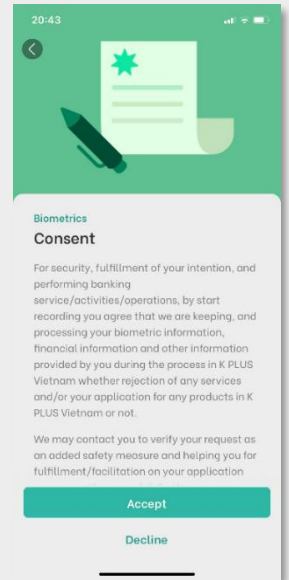 20:43
Biometrics
Consent
For security, fulfillment of your intention, and
performing banking
service/activities/operations, by start
recording you agree that we are keeping, and
processing your biometric information,
financial information and other information
provided by you during the process in K PLUS
Vietnam whether rejection of any services
and/or your application for any products in K
PLUS Vietnam or not.
We may contact you to verify your request as
an added safety measure and helping you for
fulfillment/facilitation on your application
Accept
Decline